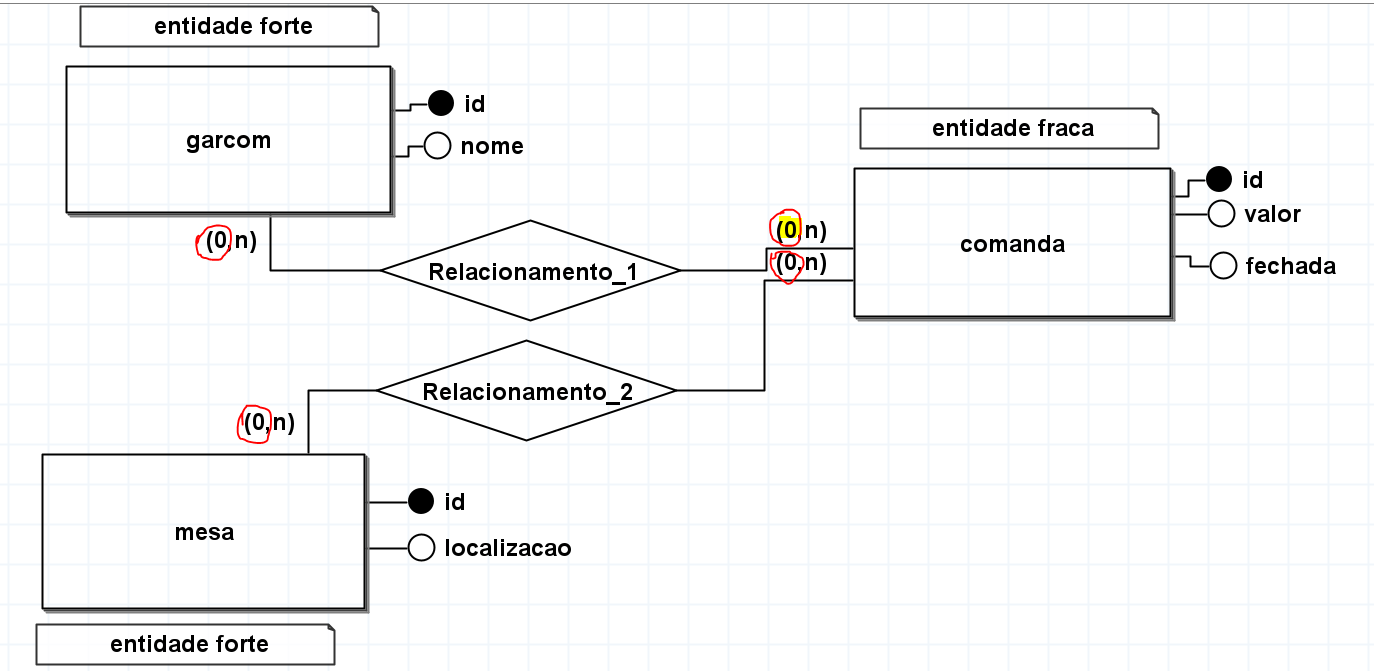 entidade forte
garcom
id
nome
(0,n)
Relacionamento_1
(0,n)
(0,n)
entidade fraca
comanda
id
valor
fechada
Relacionamento_2
(0,n)
mesa
id
localizacao
entidade forte